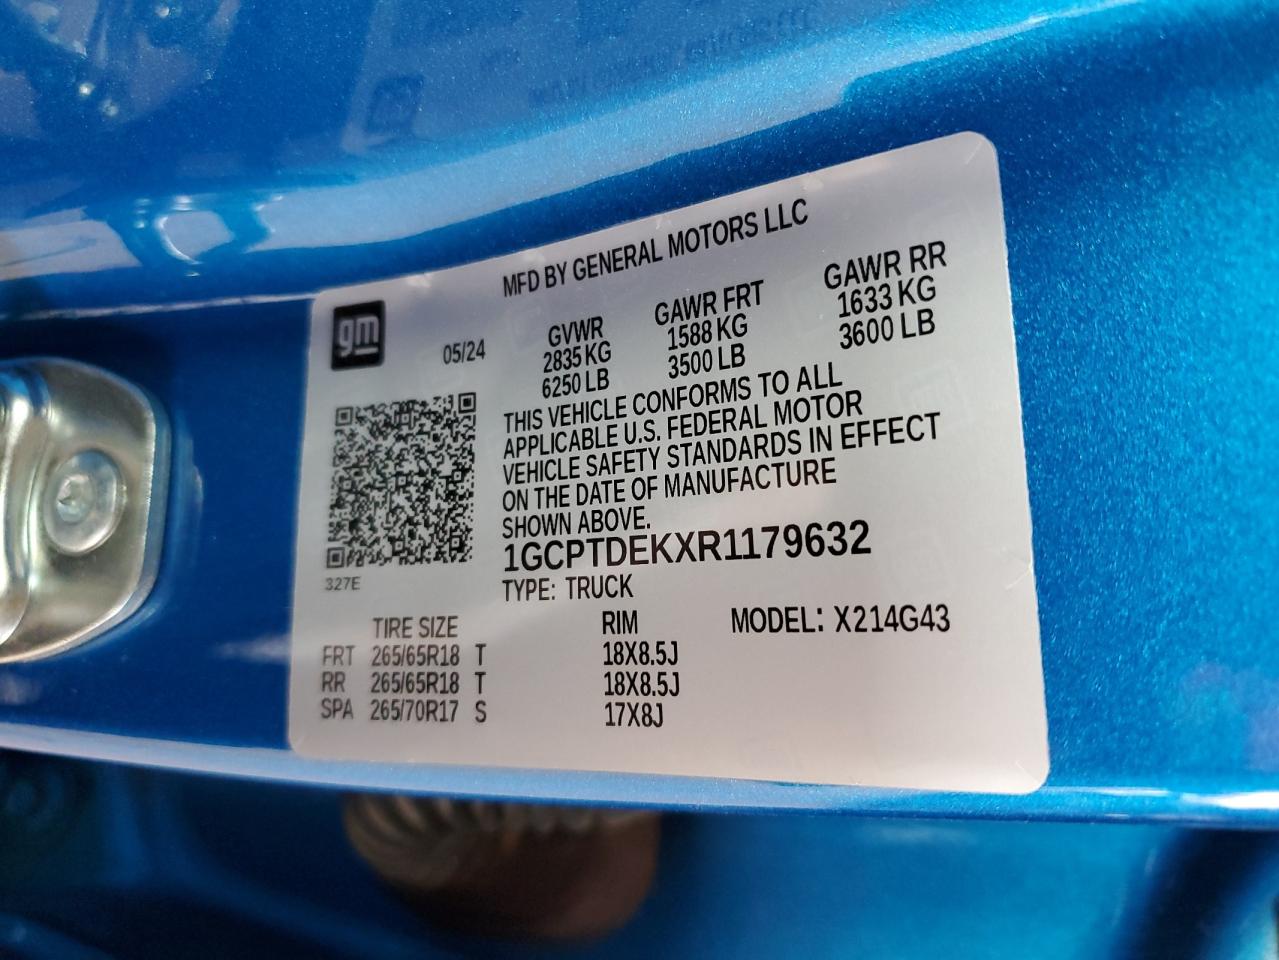 MFD BY GENERAL MOTORS LLC
gm
05/24
GVWR GAWR FRT GAWR RR
2835 KG 1588 KG 1633 KG
6250 LB 3500 LB 3600 LB
THIS VEHICLE CONFORMS TO ALL
APPLICABLE U.S. FEDERAL MOTOR
VEHICLE SAFETY STANDARDS IN EFFECT
ON THE DATE OF MANUFACTURE
SHOWN ABOVE.
1GCPTDEKXR1179632
327E
TYPE: TRUCK
TIRE SIZE RIM MODEL: X214G43
FRT 265/65R18 T 18X8.5J
RR 265/65R18 T 18X8.5J
SPA 265/70R17 S 17X8J